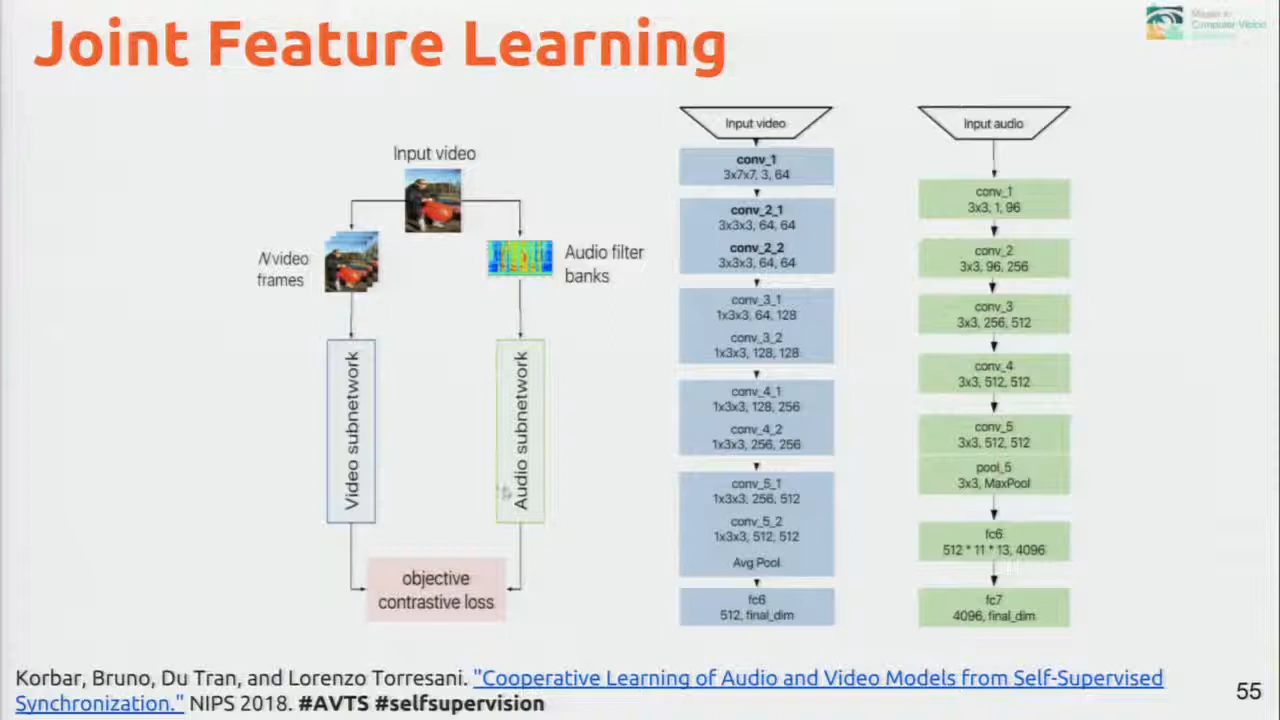 Joint Feature Learning
Master in
Computer Vision
Input video
N video
frames
Audio filter
banks
Video subnetwork
Audio subnetwork
objective
contrastive loss
Input video
conv_1
3x7x7, 3, 64
conv_2_1
3x3x3, 64, 64
conv_2_2
3x3x3, 64, 64
conv_3_1
1x3x3, 64, 128
conv_3_2
1x3x3, 128, 128
conv_4_1
1x3x3, 128, 256
conv_4_2
1x3x3, 256, 256
conv_5_1
1x3x3, 256, 512
conv_5_2
1x3x3, 512, 512
Avg Pool
fc6
512, final_dim
Input audio
conv_1
3x3, 1, 96
conv_2
3x3, 96, 256
conv_3
3x3, 256, 512
conv_4
3x3, 512, 512
conv_5
3x3, 512, 512
pool_5
3x3, MaxPool
fc6
512 * 11 * 13, 4096
fc7
4096, final_dim
Korbar, Bruno, Du Tran, and Lorenzo Torresani. "Cooperative Learning of Audio and Video Models from Self-Supervised
Synchronization." NIPS 2018. #AVTS #selfsupervision
55